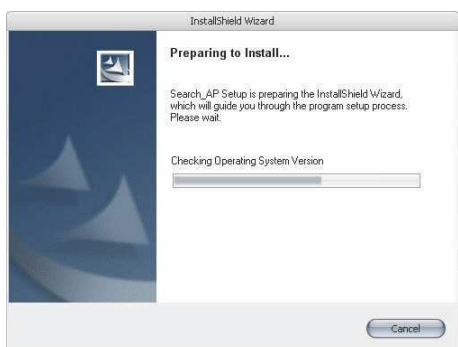 InstallShield Wizard
Preparing to Install...
Search_AP Setup is preparing the InstallShield Wizard,
which will guide you through the program setup process.
Please wait.
Checking Operating System Version
Cancel